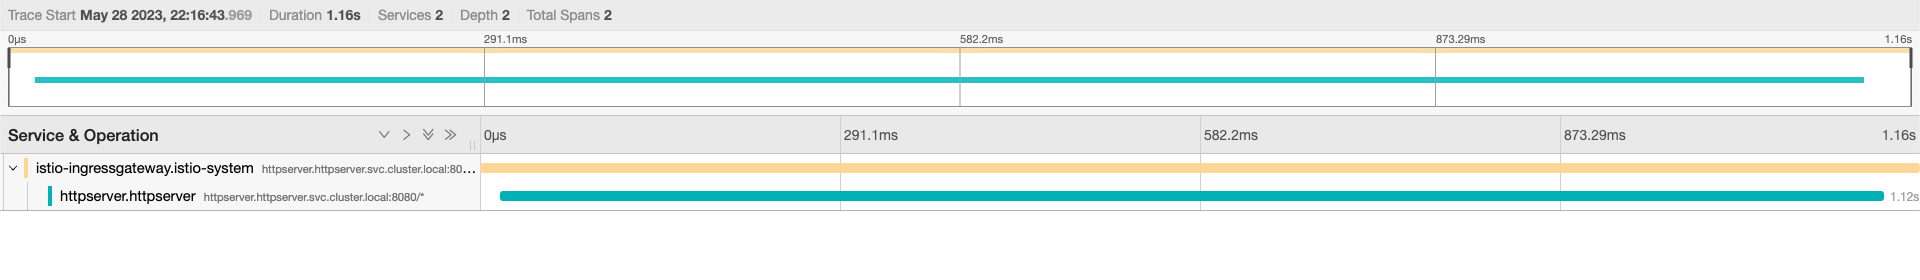 Trace Start May 28 2023, 22:16:43.969 Duration 1.16s Services 2 Depth 2 Total Spans 2
0μs 291.1ms 582.2ms 873.29ms 1.16s
Service & Operation 0μs 291.1ms 582.2ms 873.29ms 1.16s
istio-ingressgateway.istio-system httpserver.httpserver.svc.cluster.local:80...
httpserver.httpserver httpserver.httpserver.svc.cluster.local:8080/* 1.12s